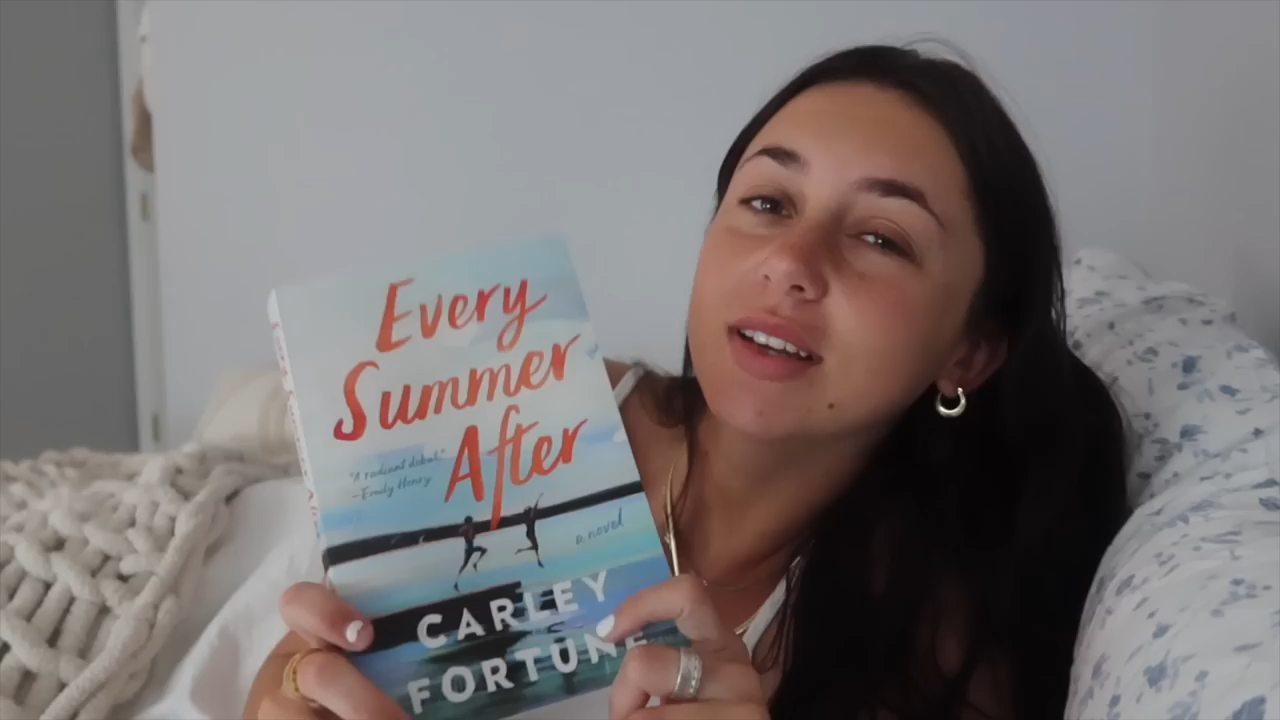 Every
Summer
After
"A radiant debut."
—Emily Henry
a novel
CARLEY
FORTUNE